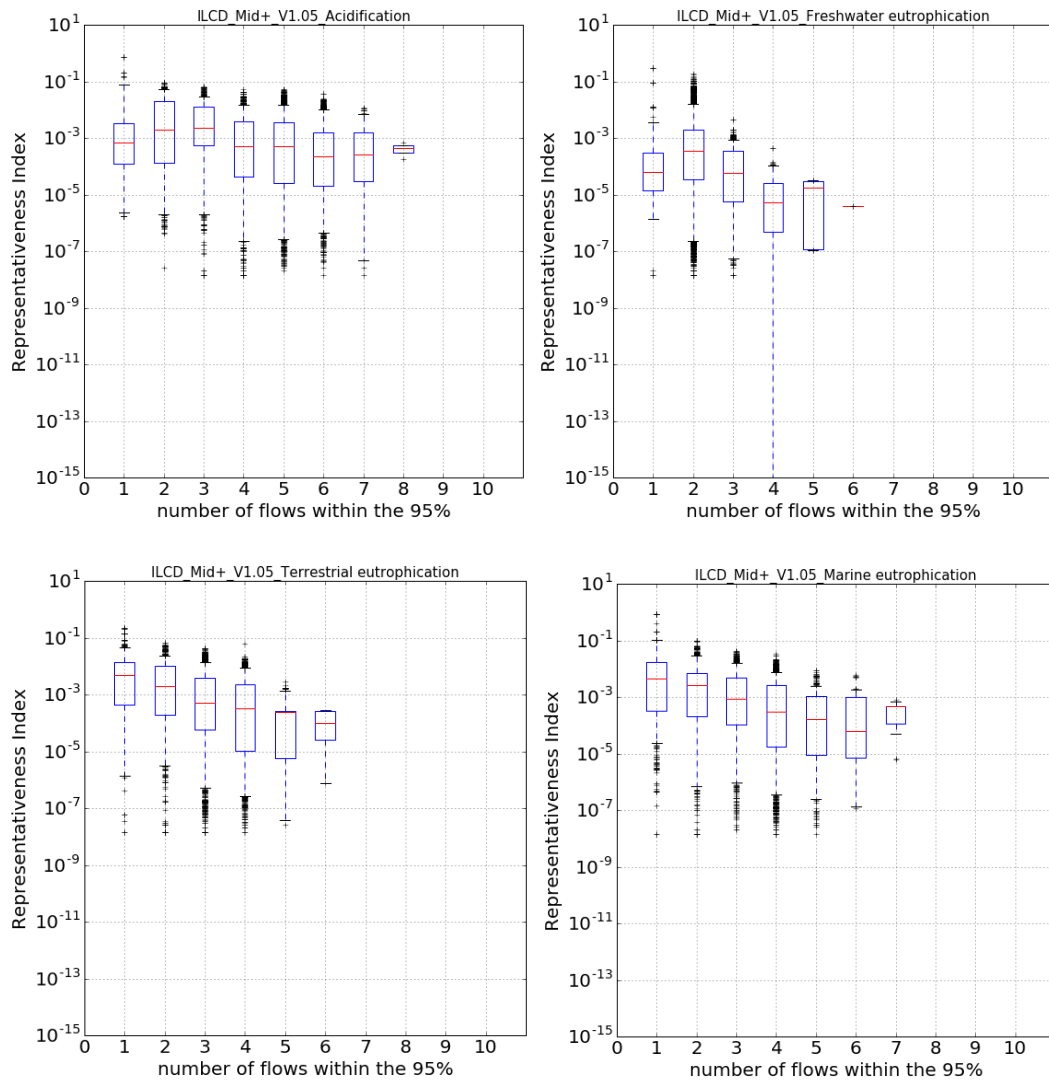 ILCD_Mid+_V1.05_Acidification
10^1
10^-1
10^-3
10^-5
10^-7
10^-9
10^-11
10^-13
10^-15
Representativeness Index
0 1 2 3 4 5 6 7 8 9 10
number of flows within the 95%
ILCD_Mid+_V1.05_Freshwater eutrophication
10^1
10^-1
10^-3
10^-5
10^-7
10^-9
10^-11
10^-13
10^-15
Representativeness Index
0 1 2 3 4 5 6 7 8 9 10
number of flows within the 95%
ILCD_Mid+_V1.05_Terrestrial eutrophication
10^1
10^-1
10^-3
10^-5
10^-7
10^-9
10^-11
10^-13
10^-15
Representativeness Index
0 1 2 3 4 5 6 7 8 9 10
number of flows within the 95%
ILCD_Mid+_V1.05_Marine eutrophication
10^1
10^-1
10^-3
10^-5
10^-7
10^-9
10^-11
10^-13
10^-15
Representativeness Index
0 1 2 3 4 5 6 7 8 9 10
number of flows within the 95%